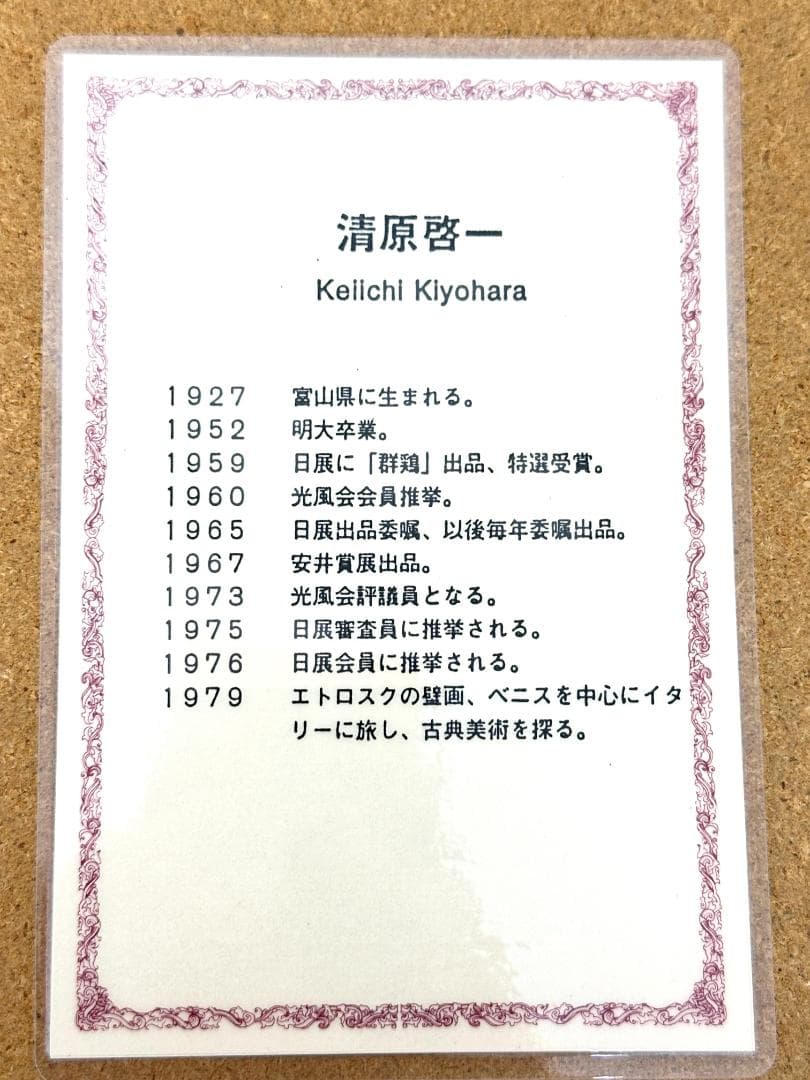 清原啓一
Keiichi Kiyohara
1927 富山県に生まれる。
1952 明大卒業。
1959 日展に「群鶏」出品、特選受賞。
1960 光風会会員推挙。
1965 日展出品委嘱、以後毎年委嘱出品。
1967 安井賞展出品。
1973 光風会評議員となる。
1975 日展審査員に推挙される。
1976 日展会員に推挙される。
1979 エトロスクの壁画、ベニスを中心にイタ
リーに旅し、古典美術を探る。